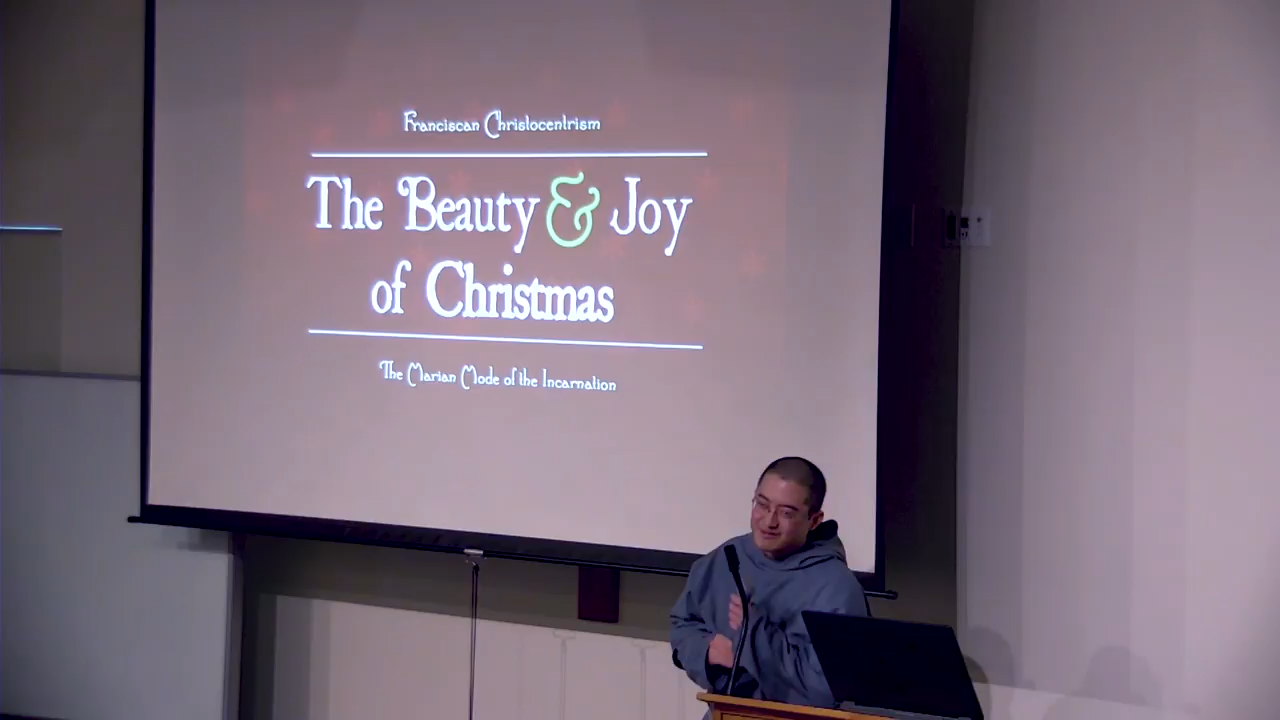 Franciscan Christocentrism
The Beauty & Joy
of Christmas
The Marian Mode of the Incarnation